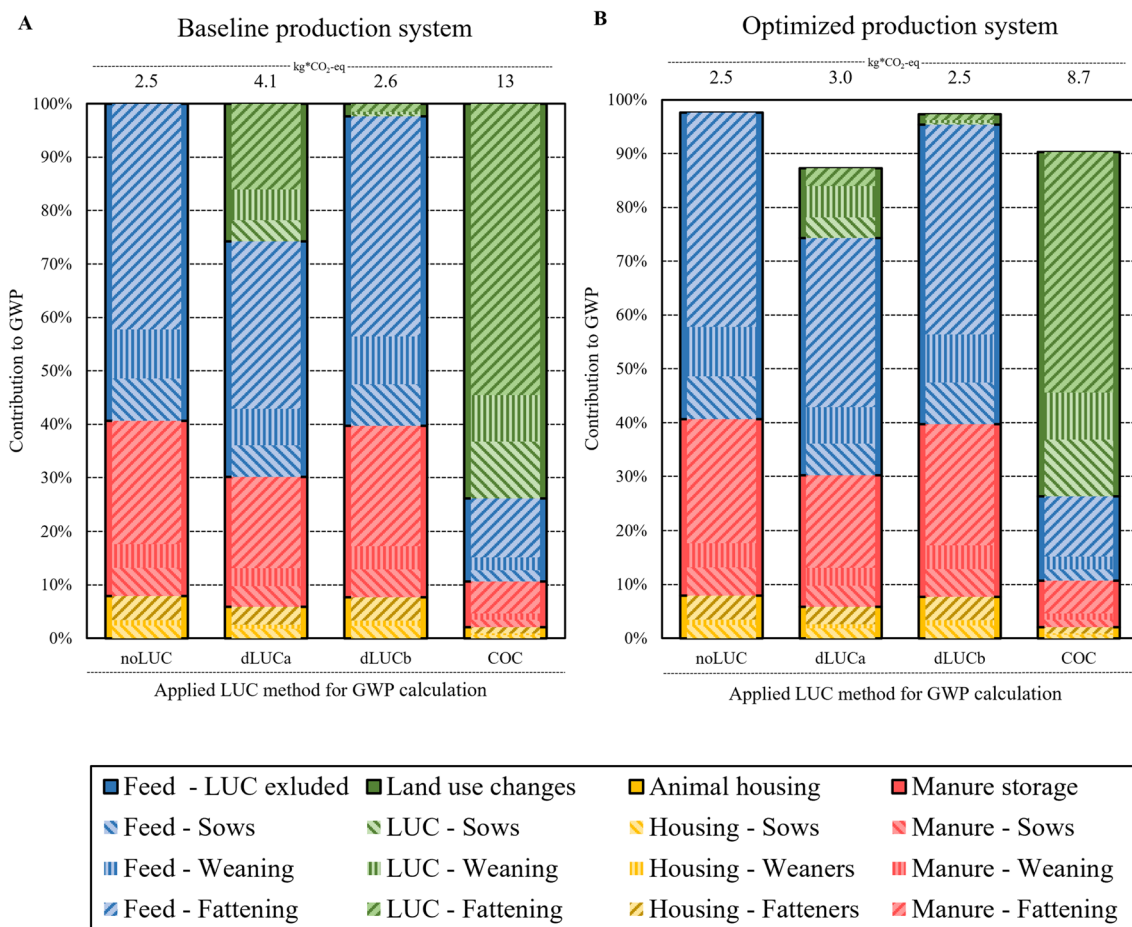 A
Baseline production system
kg*CO₂-eq
2.5 4.1 2.6 13
100%
90%
80%
70%
60%
50%
40%
30%
20%
10%
0%
Contribution to GWP
noLUC dLUCa dLUCb COC
Applied LUC method for GWP calculation
B
Optimized production system
kg*CO₂-eq
2.5 3.0 2.5 8.7
100%
90%
80%
70%
60%
50%
40%
30%
20%
10%
0%
Contribution to GWP
noLUC dLUCa dLUCb COC
Applied LUC method for GWP calculation
Feed - LUC exluded Land use changes Animal housing Manure storage
Feed - Sows LUC - Sows Housing - Sows Manure - Sows
Feed - Weaning LUC - Weaning Housing - Weaners Manure - Weaning
Feed - Fattening LUC - Fattening Housing - Fatteners Manure - Fattening